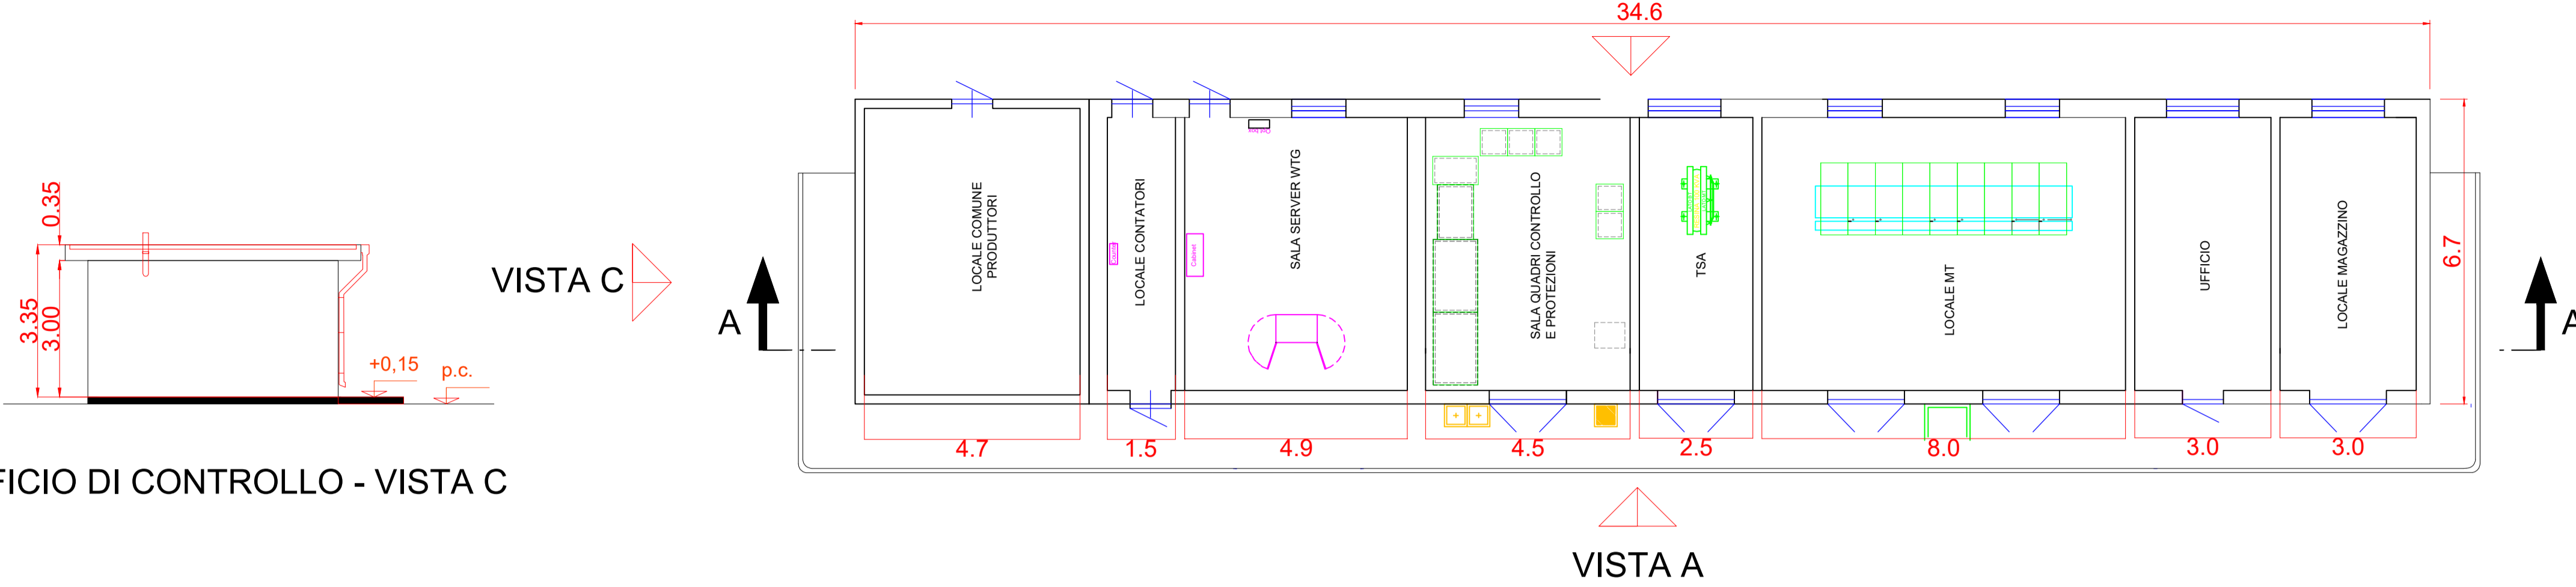 34.6
0.35
3.35
3.00
+0,15
p.c.
VISTA C
A
LOCALE COMUNE
PRODUTTORI
LOCALE CONTATORI
Cabinet
SALA SERVER WTG
SALA QUADRI CONTROLLO
E PROTEZIONI
TSA
LOCALE MT
UFFICIO
LOCALE MAGAZZINO
6.7
A
4.7
1.5
4.9
4.5
2.5
8.0
3.0
3.0
FICIO DI CONTROLLO - VISTA C
VISTA A